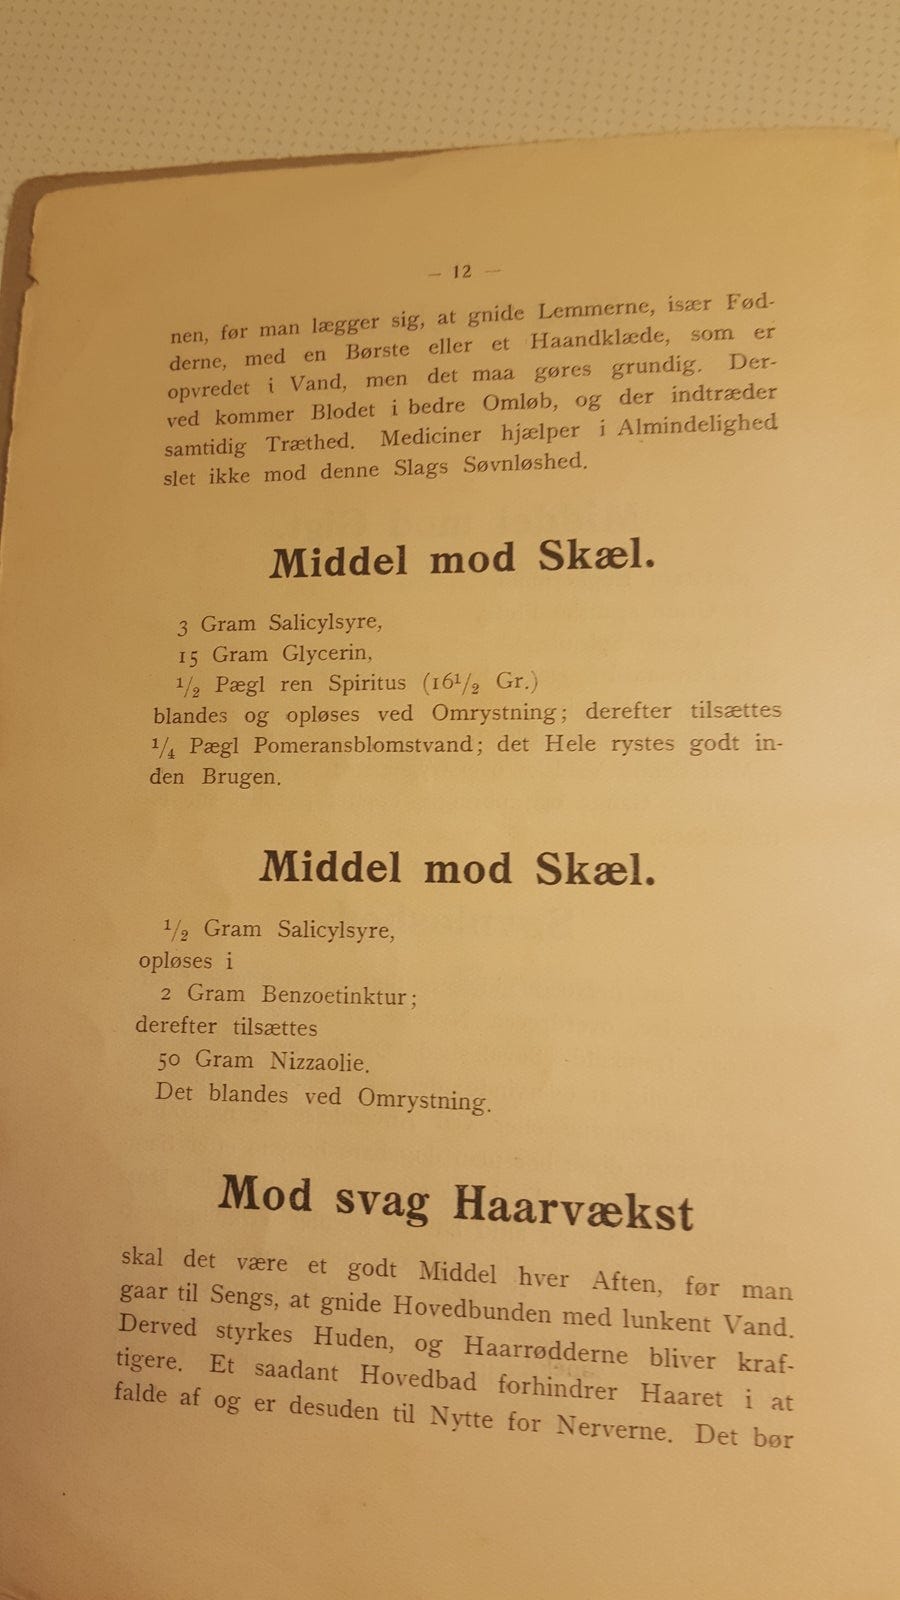 — 12 —
nen, før man lægger sig, at gnide Lemmerne, især Fød-
derne, med en Børste eller et Haandklæde, som er
opvredet i Vand, men det maa gøres grundig. Der-
ved kommer Blodet i bedre Omløb, og der indtræder
samtidig Træthed. Mediciner hjælper i Almindelighed
slet ikke mod denne Slags Søvnløshed.
Middel mod Skæl.
3 Gram Salicylsyre,
15 Gram Glycerin,
1/2 Pægl ren Spiritus (161/2 Gr.)
blandes og opløses ved Omrystning; derefter tilsættes
1/4 Pægl Pomeransblomstvand; det Hele rystes godt in-
den Brugen.
Middel mod Skæl.
1/2 Gram Salicylsyre,
opløses i
2 Gram Benzoetinktur;
derefter tilsættes
50 Gram Nizzaolie.
Det blandes ved Omrystning.
Mod svag Haarvækst
skal det være et godt Middel hver Aften, før man
gaar til Sengs, at gnide Hovedbunden med lunkent Vand.
Derved styrkes Huden, og Haarrødderne bliver kraf-
tigere. Et saadant Hovedbad forhindrer Haaret i at
falde af og er desuden til Nytte for Nerverne. Det bør